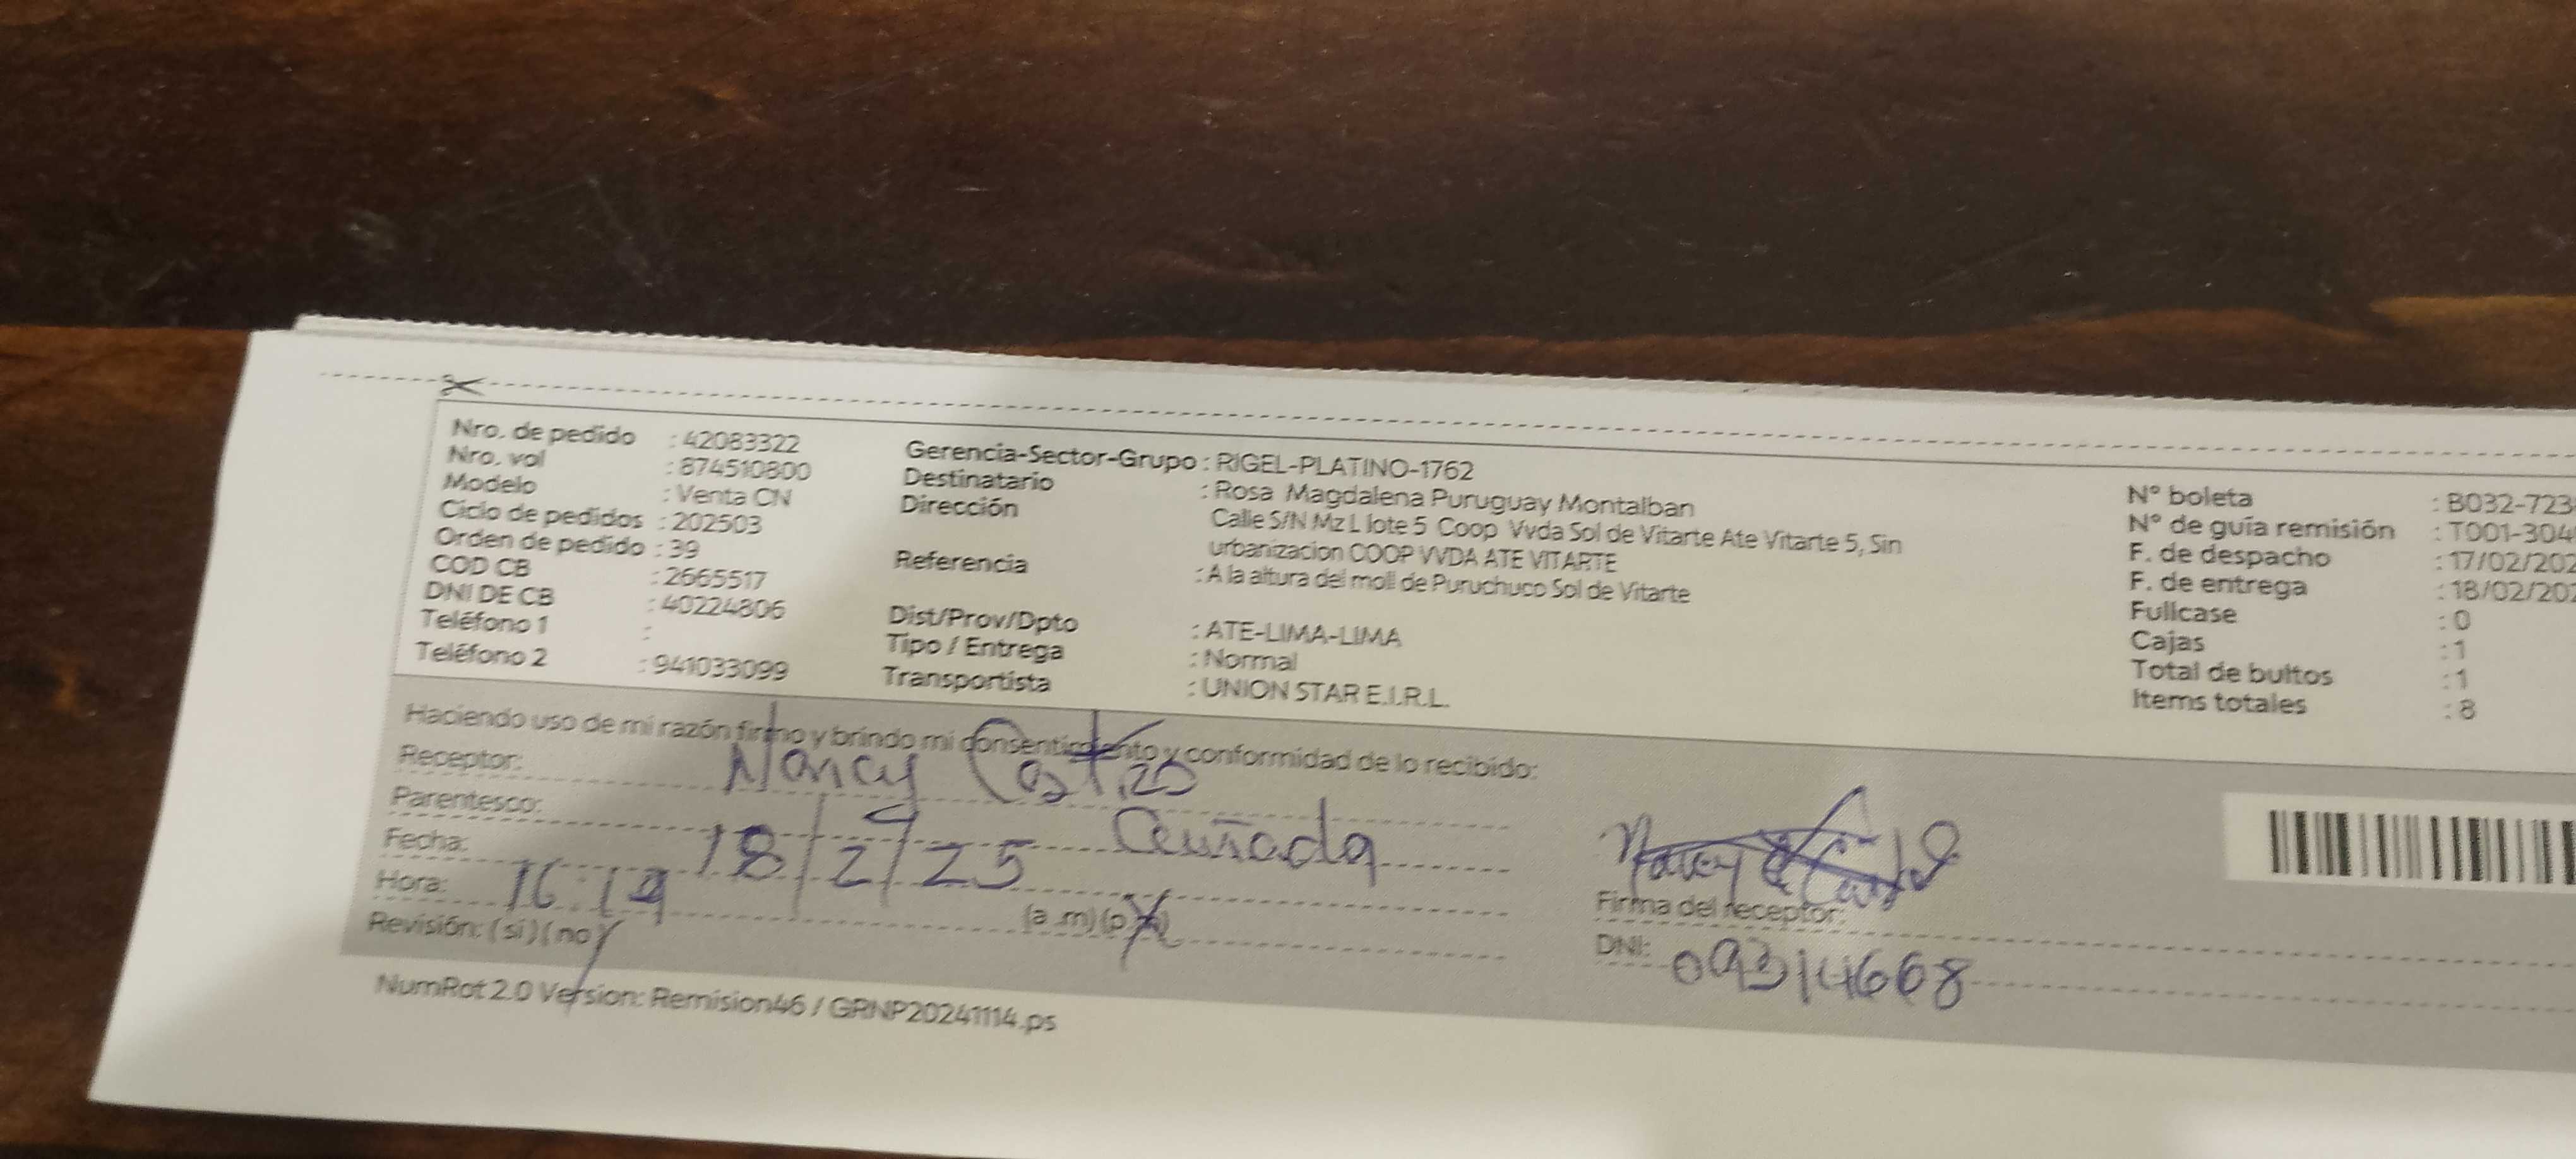 Nro. de pedido : 42083322
Nro. vol : 874510800
Modelo : Venta CN
Ciclo de pedidos : 202503
Orden de pedido : 39
COD CB : 2665517
DNI DE CB : 40224806
Teléfono 1 :
Teléfono 2 : 941033099
Gerencia-Sector-Grupo : RIGEL-PLATINO-1762
Destinatario : Rosa Magdalena Puruguay Montalban
Dirección Calle S/N Mz L lote 5 Coop Vvda Sol de Vitarte Ate Vitarte 5, Sin
urbanizacion COOP VVDA ATE VITARTE
Referencia : A la altura del moll de Puruchuco Sol de Vitarte
Dist/Prov/Dpto : ATE-LIMA-LIMA
Tipo / Entrega : Normal
Transportista : UNION STAR E.I.R.L.
N° boleta : B032-723
N° de guía remisión : T001-304
F. de despacho : 17/02/202
F. de entrega : 18/02/202
Fullcase : 0
Cajas : 1
Total de bultos : 1
Items totales : 8
Haciendo uso de mi razón firmo y brindo mi consentimiento y conformidad de lo recibido:
Receptor: Nancy
Parentesco: Cuñada
Fecha: 18/2/25
Hora: (a.m) (p
Revisión: (si) (no)
Firma del receptor:
DNI: 09314668
NumRot 2.0 Version: Remision46 / GRNP20241114.ps